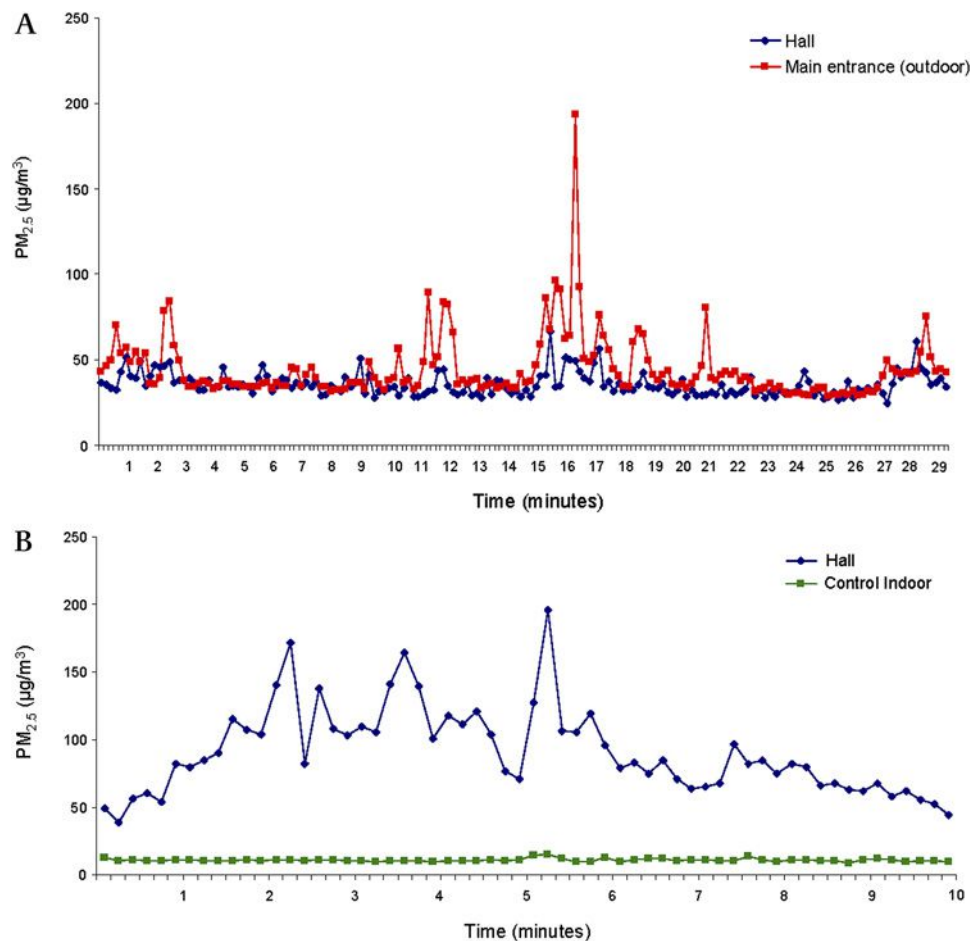 A
250
200
150
100
50
0
PM2.5 (µg/m³)
Hall
Main entrance (outdoor)
1 2 3 4 5 6 7 8 9 10 11 12 13 14 15 16 17 18 19 20 21 22 23 24 25 26 27 28 29
Time (minutes)
B
250
200
150
100
50
0
PM2.5 (µg/m³)
Hall
Control Indoor
1 2 3 4 5 6 7 8 9 10
Time (minutes)